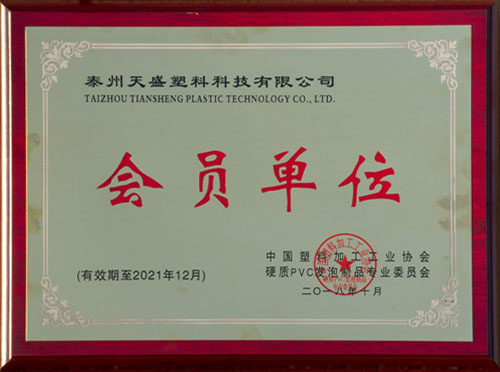 泰州天盛塑料科技有限公司
TAIZHOU TIANSHENG PLASTIC TECHNOLOGY CO., LTD.
会员单位
中国塑料加工工业协会
硬质PVC发泡制品专业委员会
(有效期至2021年12月)
二〇一八年十月